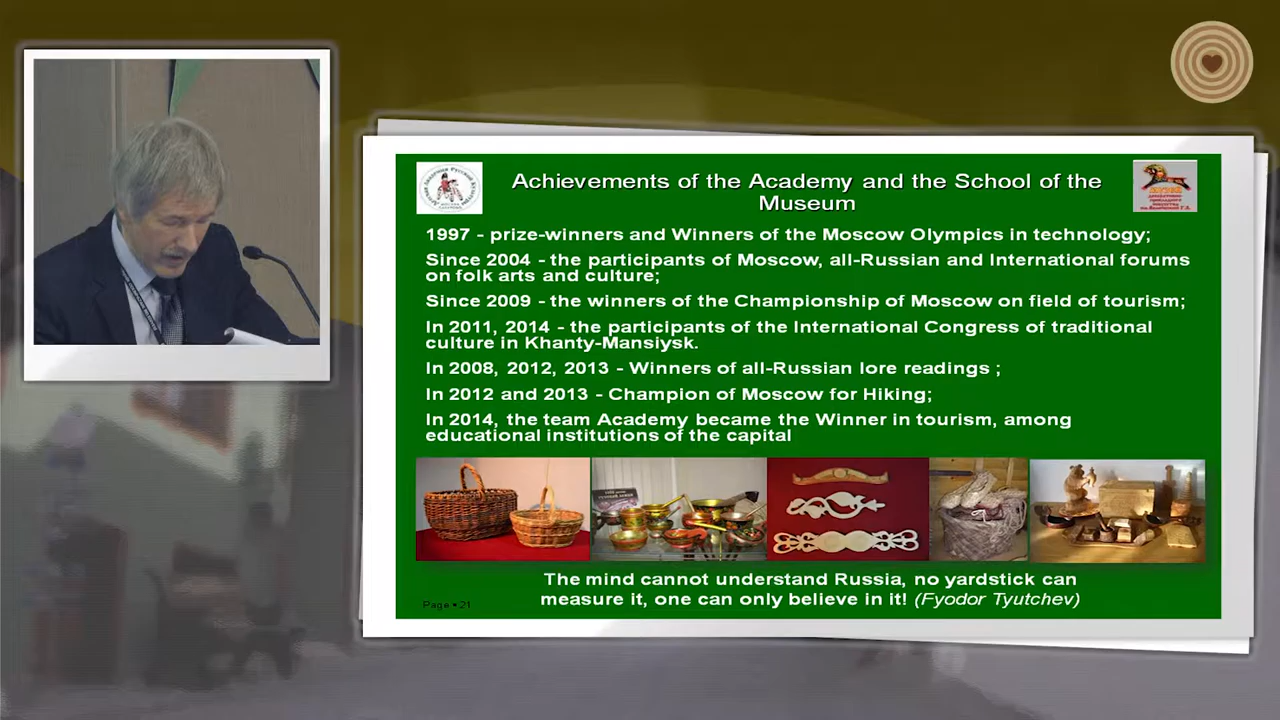 Achievements of the Academy and the School of the
Museum
1997 - prize-winners and Winners of the Moscow Olympics in technology;
Since 2004 - the participants of Moscow, all-Russian and International forums
on folk arts and culture;
Since 2009 - the winners of the Championship of Moscow on field of tourism;
In 2011, 2014 - the participants of the International Congress of traditional
culture in Khanty-Mansiysk.
In 2008, 2012, 2013 - Winners of all-Russian lore readings ;
In 2012 and 2013 - Champion of Moscow for Hiking;
In 2014, the team Academy became the Winner in tourism, among
educational institutions of the capital
The mind cannot understand Russia, no yardstick can
measure it, one can only believe in it! (Fyodor Tyutchev)
Page ▪ 21